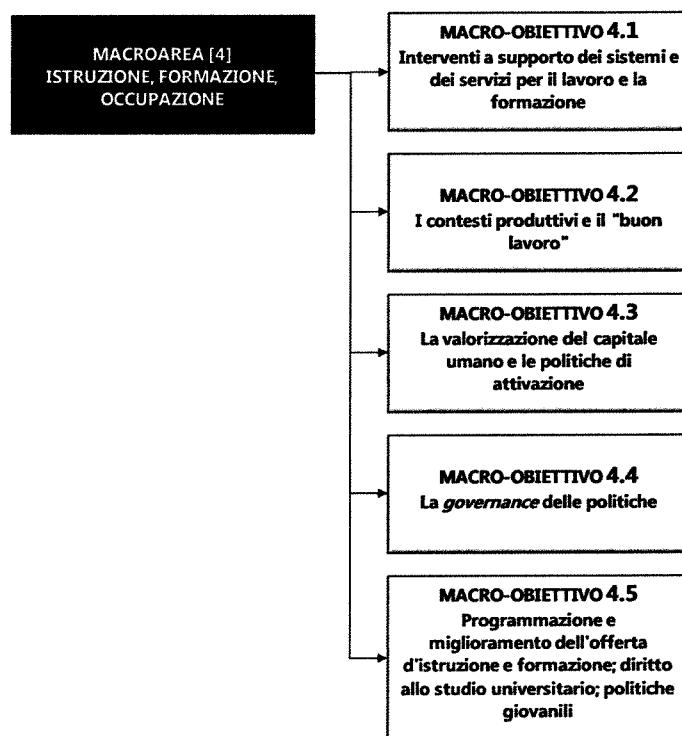 MACROAREA [4]
ISTRUZIONE, FORMAZIONE,
OCCUPAZIONE
MACRO-OBIETTIVO 4.1
Interventi a supporto dei sistemi e
dei servizi per il lavoro e la
formazione
MACRO-OBIETTIVO 4.2
I contesti produttivi e il "buon
lavoro"
MACRO-OBIETTIVO 4.3
La valorizzazione del capitale
umano e le politiche di
attivazione
MACRO-OBIETTIVO 4.4
La governance delle politiche
MACRO-OBIETTIVO 4.5
Programmazione e
miglioramento dell'offerta
d'istruzione e formazione; diritto
allo studio universitario; politiche
giovanili